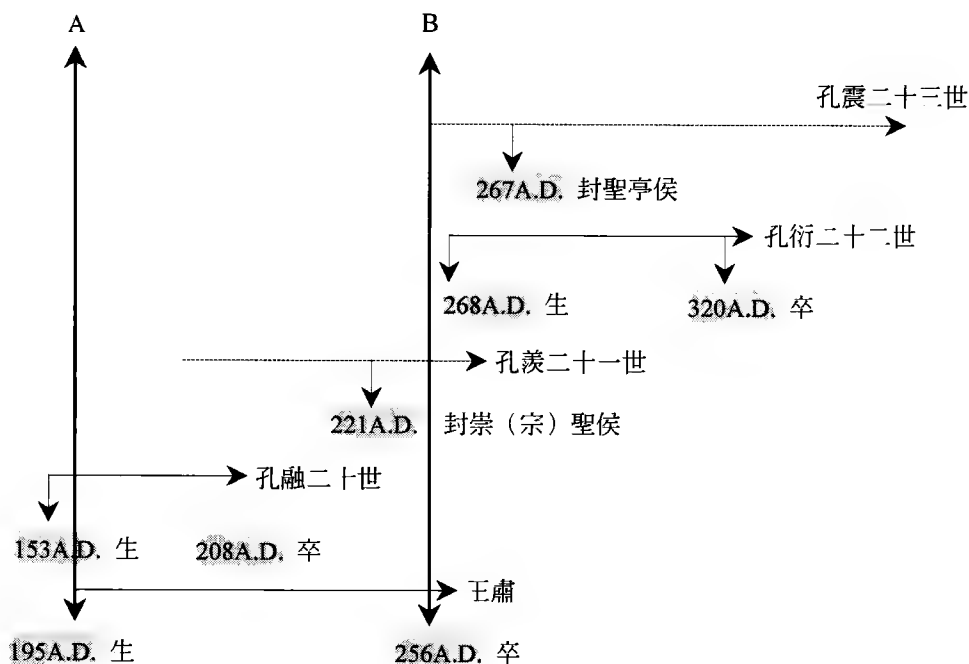 A B
孔震二十三世
267A.D. 封聖亭侯
孔衍二十二世
268A.D. 生 320A.D. 卒
孔羨二十一世
221A.D. 封崇（宗）聖侯
孔融二十世
153A.D. 生 208A.D. 卒
王肅
195A.D. 生 256A.D. 卒